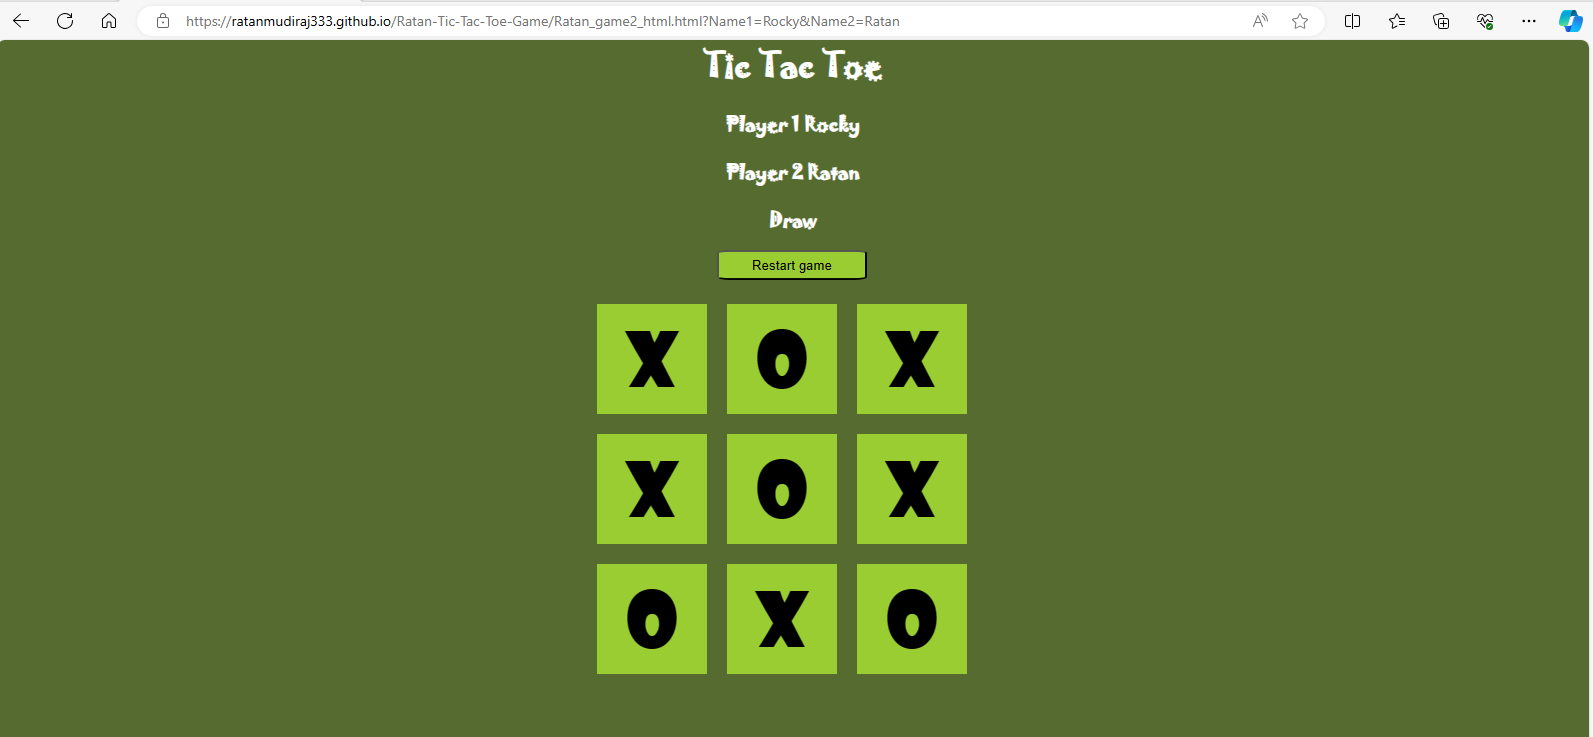 https://ratanmudiraj333.github.io/Ratan-Tic-Tac-Toe-Game/Ratan_game2_html.html?Name1=Rocky&Name2=Ratan
Tic Tac Toe
Player 1 Rocky
Player 2 Ratan
Draw
Restart game
X O X
X O X
O X O